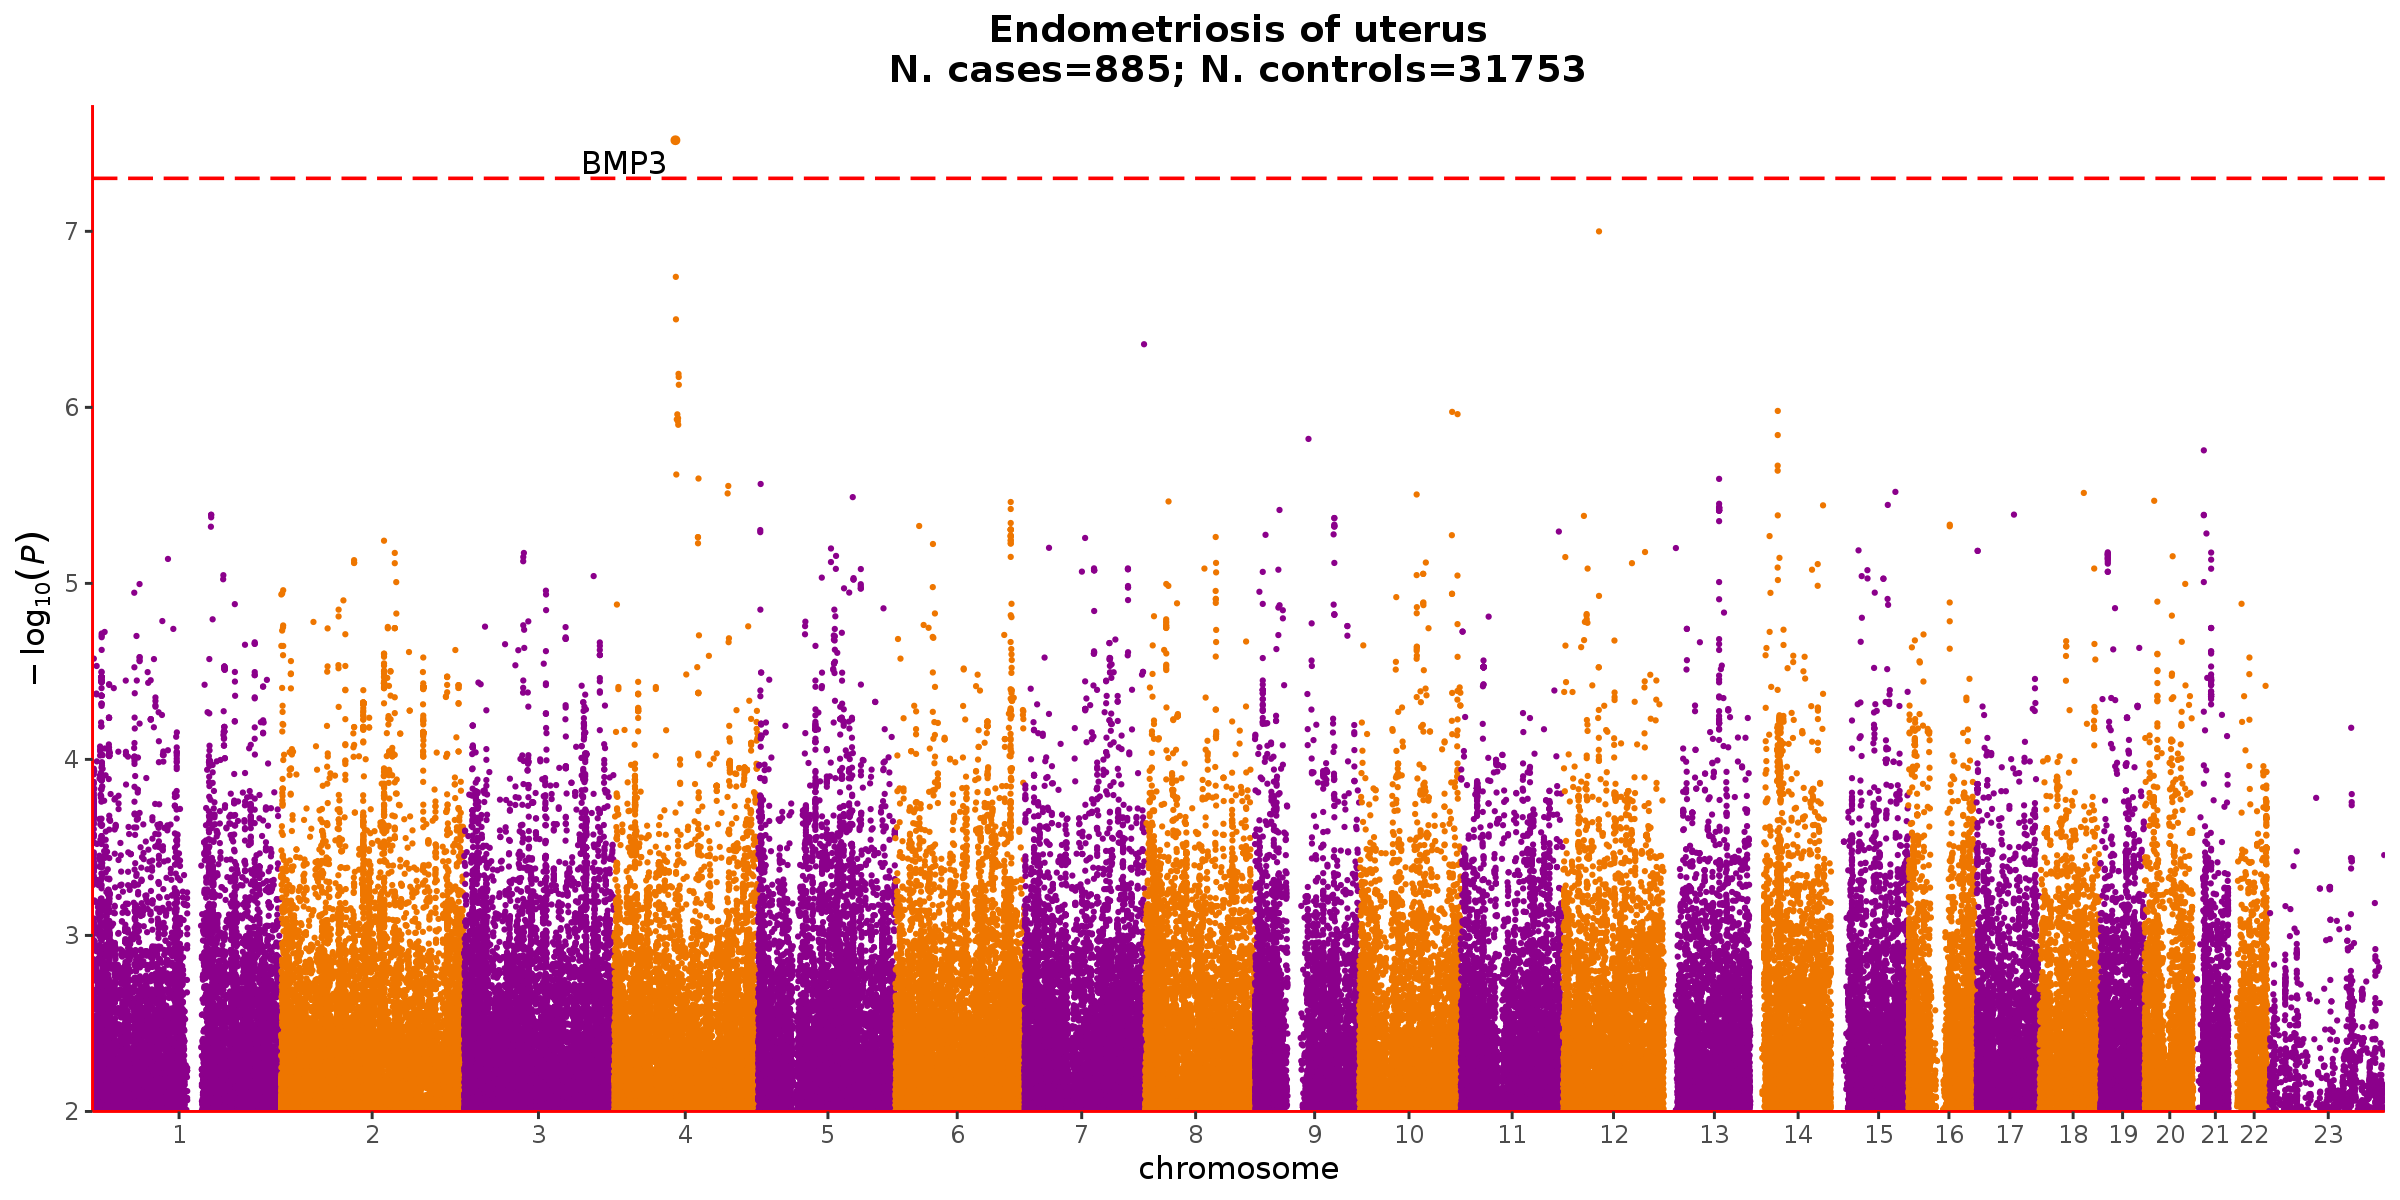 Endometriosis of uterus
N. cases=885; N. controls=31753
BMP3
7
6
5
4
3
2
−log₁₀(P)
1 2 3 4 5 6 7 8 9 10 11 12 13 14 15 16 17 18 19 20 21 22 23
chromosome